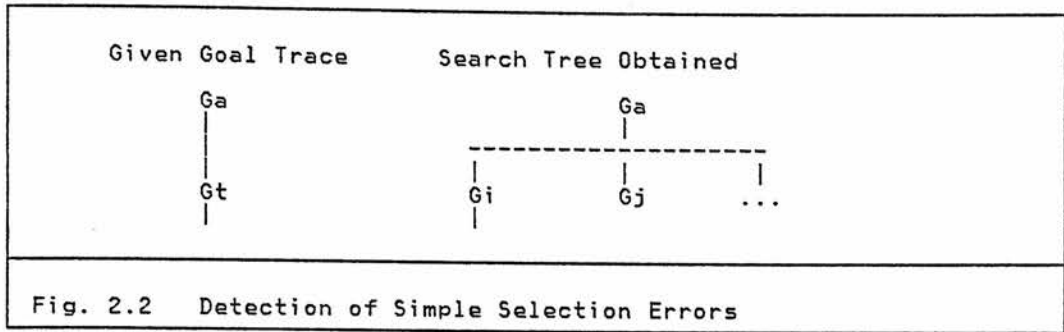 Given Goal Trace Search Tree Obtained
Ga Ga
Gt Gi Gj ...
Fig. 2.2 Detection of Simple Selection Errors